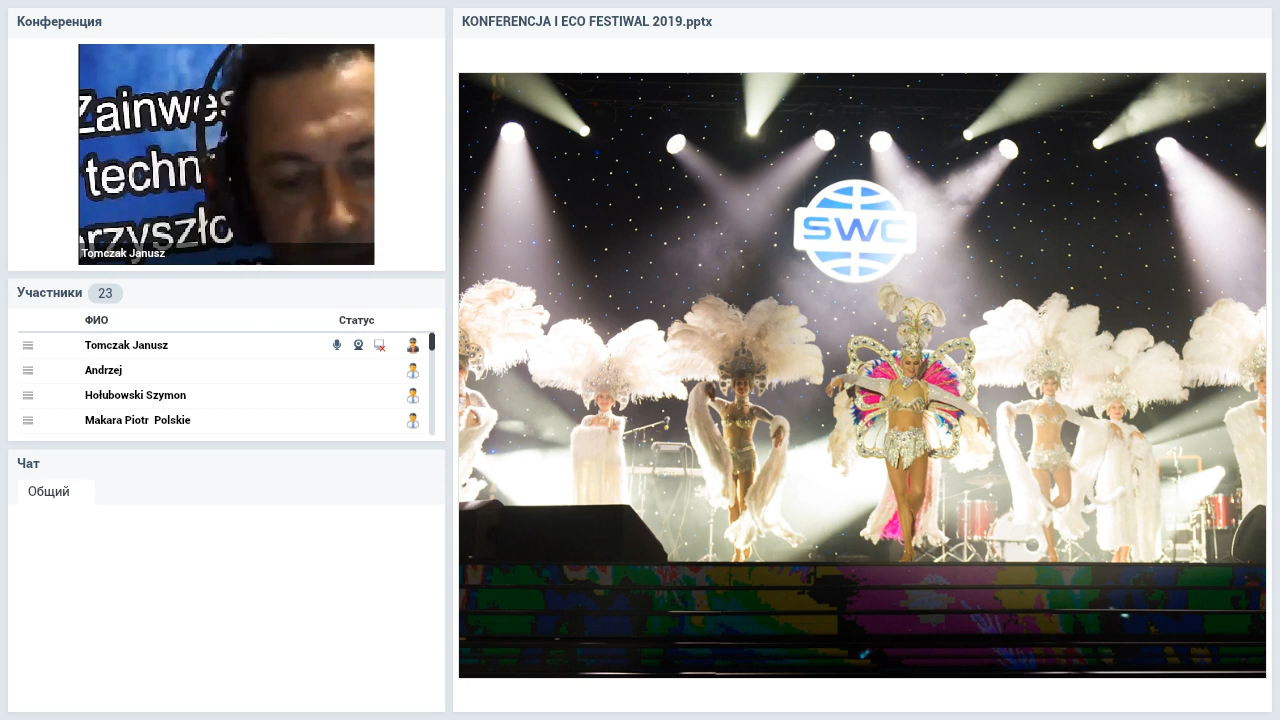 Конференция
Zainwes
techn
rzyszło
Tomczak Janusz
Участники 23
ФИО Статус
Tomczak Janusz
Andrzej
Hołubowski Szymon
Makara Piotr Polskie
Чат
Общий
KONFERENCJA I ECO FESTIWAL 2019.pptx
SWC